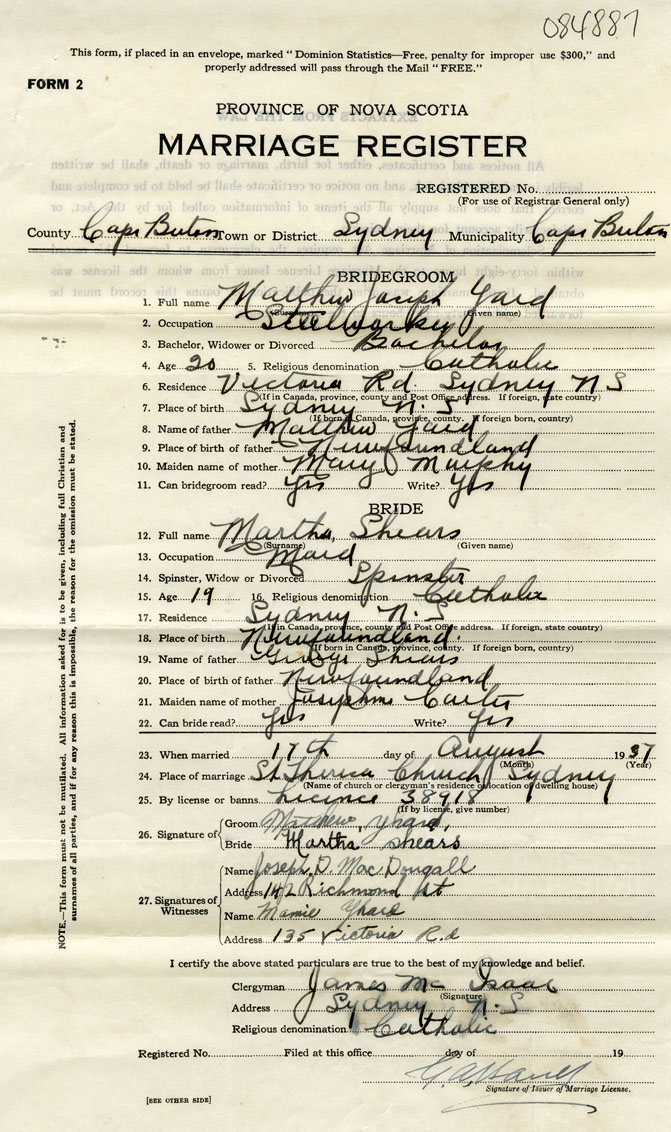 084887
This form, if placed in an envelope, marked "Dominion Statistics—Free, penalty for improper use $300," and
properly addressed will pass through the Mail "FREE."
FORM 2
PROVINCE OF NOVA SCOTIA
MARRIAGE REGISTER
REGISTERED No.
(For use of Registrar General only)
County Cape Breton Town or District Sydney Municipality Cape Breton
BRIDEGROOM
1. Full name Matthew Joseph Yard
(Surname) (Given name)
2. Occupation Steelworker
3. Bachelor, Widower or Divorced Bachelor
4. Age 20 5. Religious denomination Catholic
6. Residence Victoria Rd Sydney N S
(If in Canada, province, county and Post Office address. If foreign, state country)
7. Place of birth Sydney N. S
(If born in Canada, province, county. If foreign born, country)
8. Name of father Matthew Yard
9. Place of birth of father Newfoundland
10. Maiden name of mother Mary Murphy
11. Can bridegroom read? Yes Write? Yes
BRIDE
12. Full name Martha, Shears
(Surname) (Given name)
13. Occupation Maid
14. Spinster, Widow or Divorced Spinster
15. Age 19 16. Religious denomination Catholic
17. Residence Sydney N. S
(If in Canada, province, county and Post Office address. If foreign, state country)
18. Place of birth Newfoundland.
(If born in Canada, province, county. If foreign born, country)
19. Name of father George Shears
20. Place of birth of father Newfoundland
21. Maiden name of mother Josephine Carter
22. Can bride read? Yes Write? Yes
23. When married 17th day of August 1937
(Month) (Year)
24. Place of marriage St Theresa Church Sydney
(Name of church or clergyman's residence or location of dwelling house)
25. By license or banns Licence 38918
(If by license, give number)
26. Signature of
Groom Matthew, Yhard,
Bride Martha shears
27. Signatures of Witnesses
Name Joseph. D. MacDougall
Address 142 Richmond St
Name Mamie Yhard
Address 135 Victoria R.d
I certify the above stated particulars are true to the best of my knowledge and belief.
Clergyman James Mc Isaac
(Signature)
Address Sydney N. S
Religious denomination Catholic
Registered No. Filed at this office day of 19
Signature of Issuer of Marriage License.
[SEE OTHER SIDE]
NOTE.—This form must not be mutilated. All information asked for is to be given, including full Christian and
surnames of all parties, and if for any reason this is impossible, the reason for the omission must be stated.